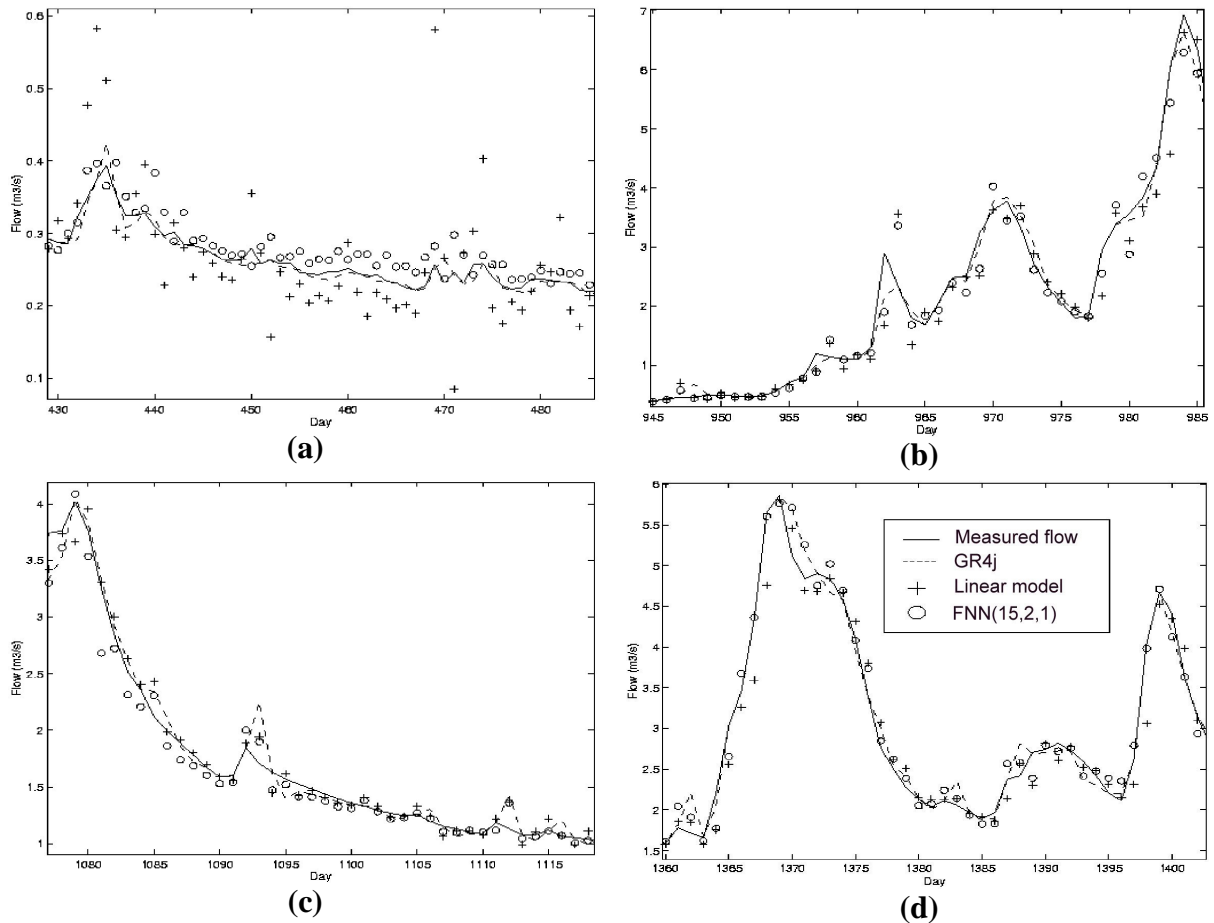 0.6
0.5
0.4
0.3
0.2
0.1
Flow (m3/s)
430 440 450 460 470 480
Day
(a)
7
6
5
4
3
2
1
Flow (m3/s)
945 950 955 960 965 970 975 980 985
Day
(b)
4
3.5
3
2.5
2
1.5
1
Flow (m3/s)
1080 1085 1090 1095 1100 1105 1110 1115
Day
(c)
6
5.5
5
4.5
4
3.5
3
2.5
2
1.5
Flow (m3/s)
Measured flow
GR4j
Linear model
FNN(15,2,1)
1360 1365 1370 1375 1380 1385 1390 1395 1400
Day
(d)